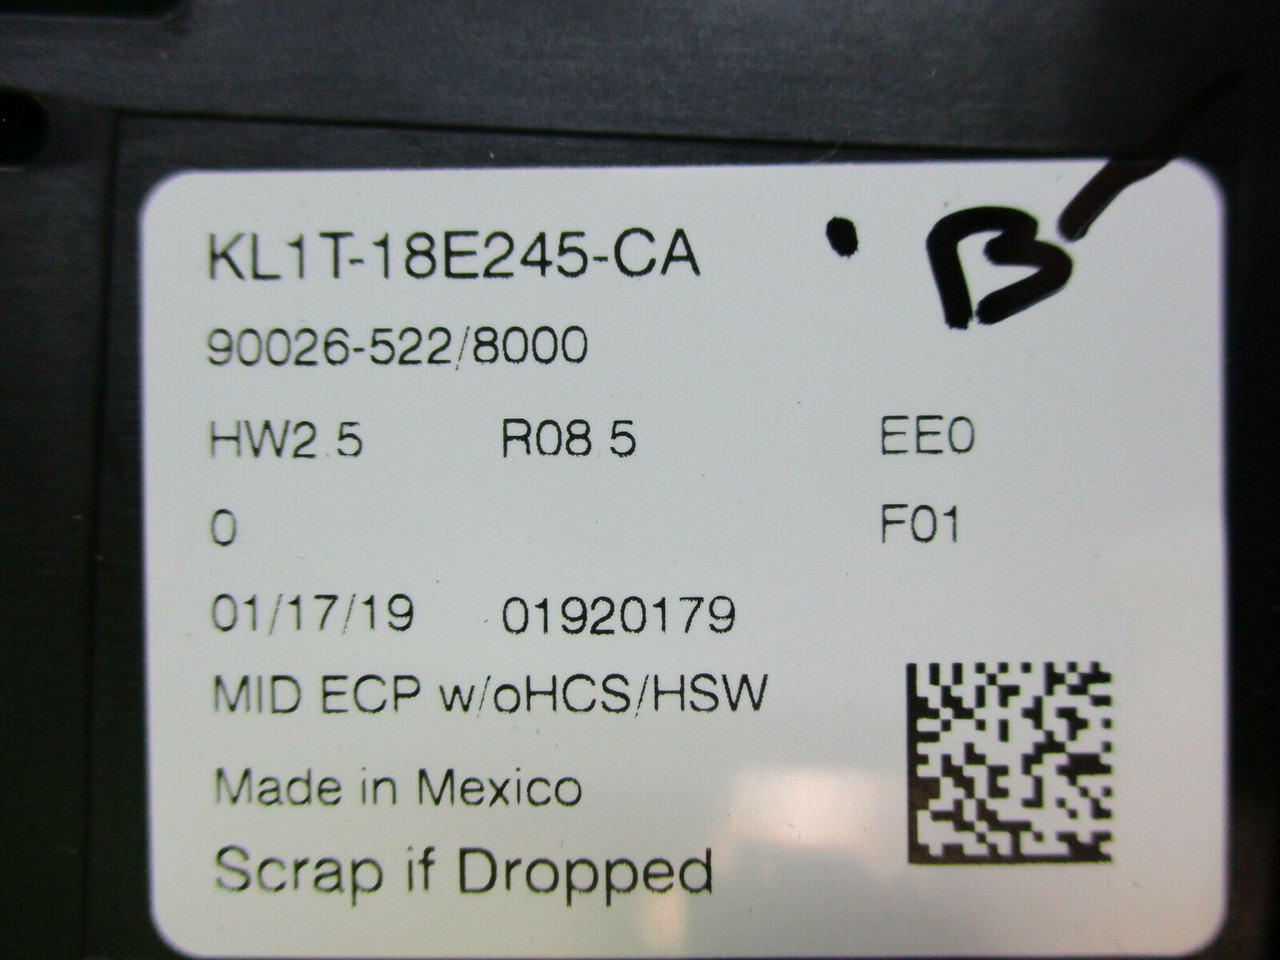 KL1T-18E245-CA
B
90026-522/8000
HW2.5 R08.5 EE0
0 F01
01/17/19 01920179
MID ECP w/oHCS/HSW
Made in Mexico
Scrap if Dropped